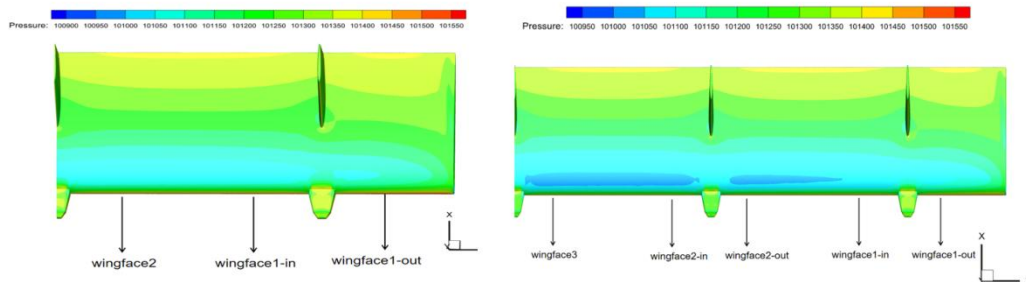 Pressure: 100900 101000 101050 101100 101150 101200 101250 101300 101350 101400 101450 101500 101550
wingface2 wingface1-in wingface1-out
x
Pressure: 100950 101000 101050 101100 101150 101200 101250 101300 101350 101400 101450 101500 101550
wingface3 wingface2-in wingface2-out wingface1-in wingface1-out
X